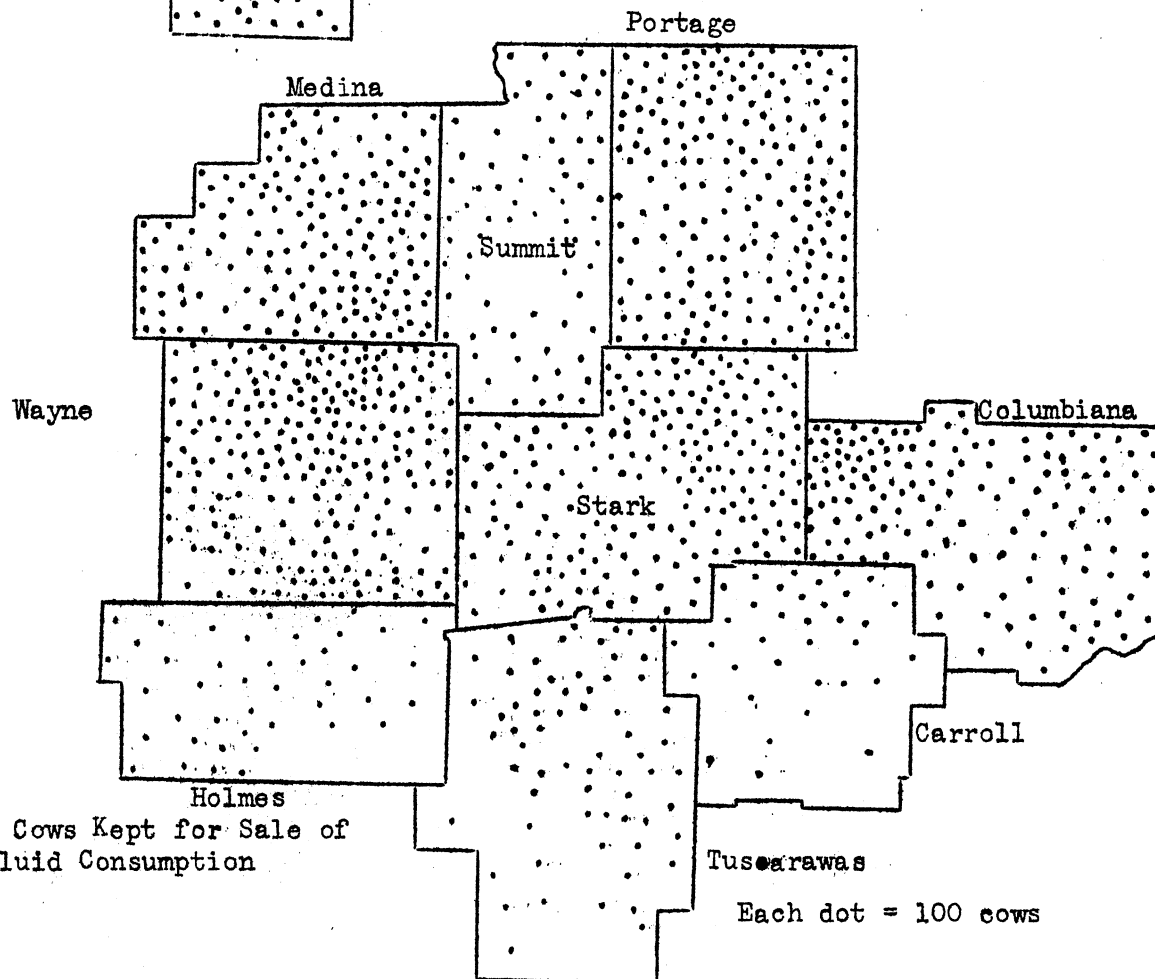 Portage
Medina
Summit
Wayne
Columbiana
Stark
Carroll
Holmes
Cows Kept for Sale of
luid Consumption
Tuscarawas
Each dot = 100 cows